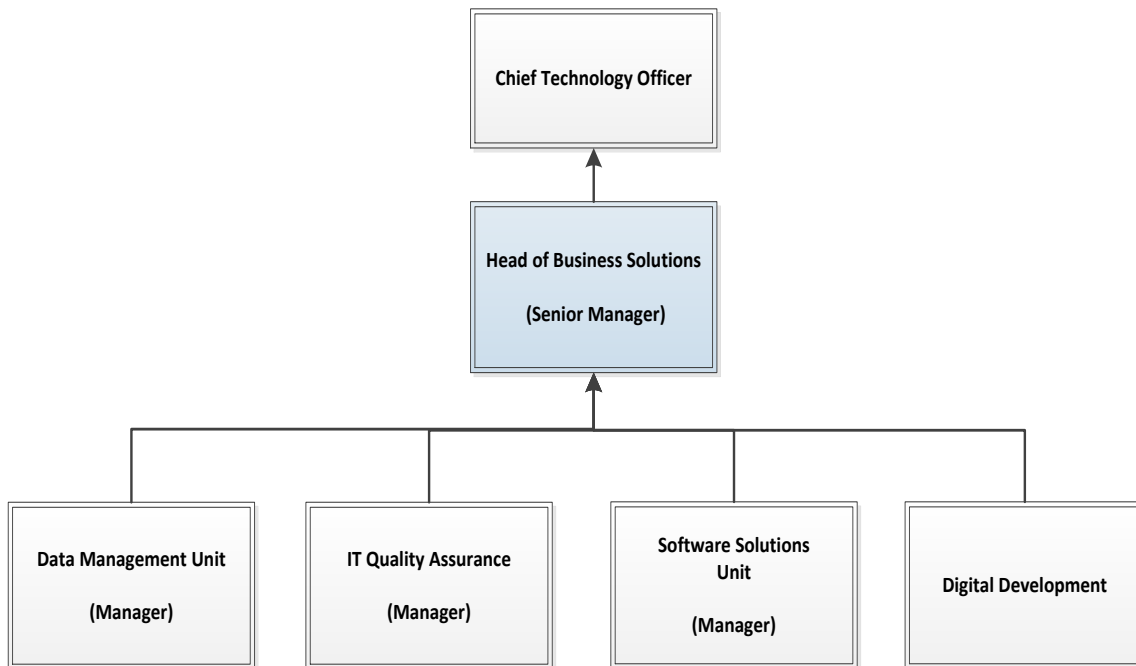 Chief Technology Officer
Head of Business Solutions
(Senior Manager)
Data Management Unit
(Manager)
IT Quality Assurance
(Manager)
Software Solutions
Unit
(Manager)
Digital Development